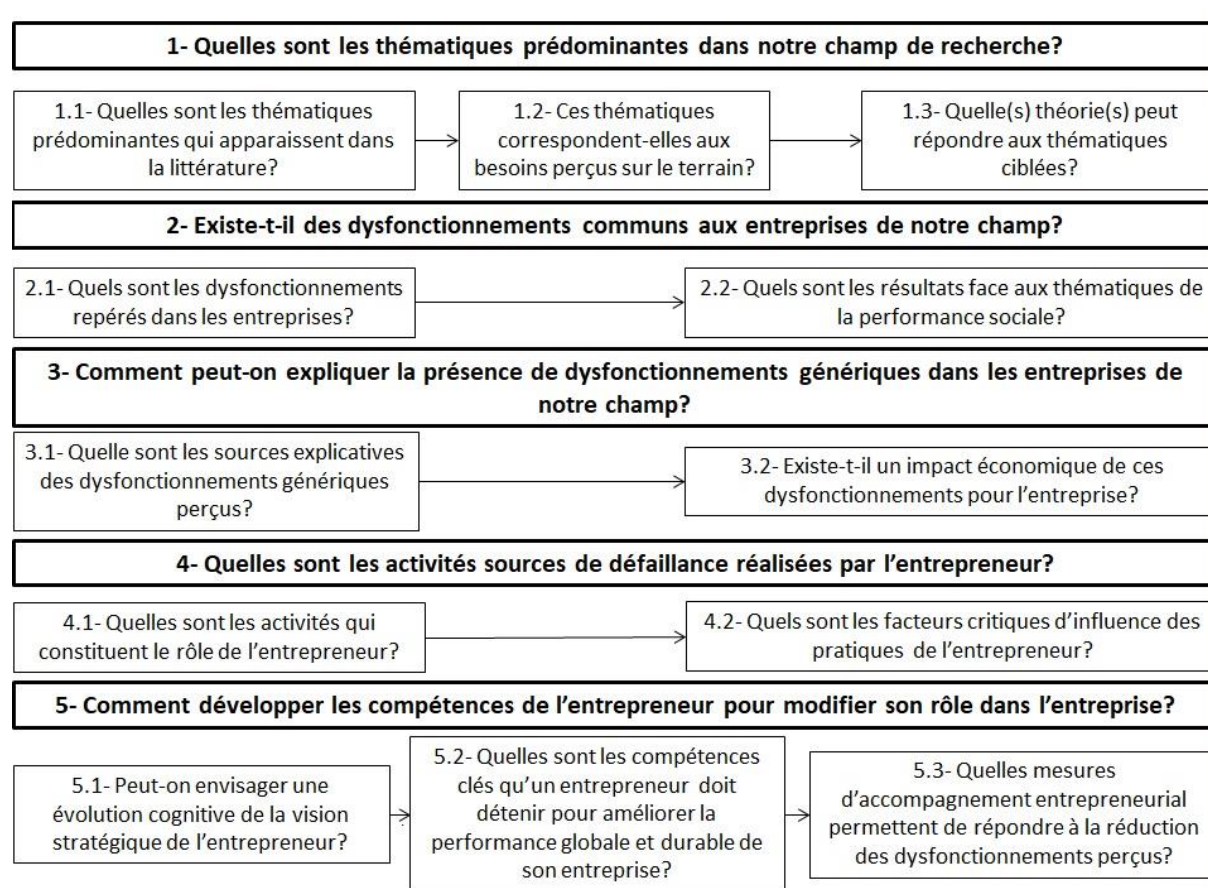 1- Quelles sont les thématiques prédominantes dans notre champ de recherche?
1.1- Quelles sont les thématiques
prédominantes qui apparaissent dans
la littérature?
1.2- Ces thématiques
correspondent-elles aux
besoins perçus sur le terrain?
1.3- Quelle(s) théorie(s) peut
répondre aux thématiques
ciblées?
2- Existe-t-il des dysfonctionnements communs aux entreprises de notre champ?
2.1- Quels sont les dysfonctionnements
repérés dans les entreprises?
2.2- Quels sont les résultats face aux thématiques de
la performance sociale?
3- Comment peut-on expliquer la présence de dysfonctionnements génériques dans les entreprises de
notre champ?
3.1- Quelle sont les sources explicatives
des dysfonctionnements génériques
perçus?
3.2- Existe-t-il un impact économique de ces
dysfonctionnements pour l'entreprise?
4- Quelles sont les activités sources de défaillance réalisées par l'entrepreneur?
4.1- Quelles sont les activités qui
constituent le rôle de l'entrepreneur?
4.2- Quels sont les facteurs critiques d'influence des
pratiques de l'entrepreneur?
5- Comment développer les compétences de l'entrepreneur pour modifier son rôle dans l'entreprise?
5.1- Peut-on envisager une
évolution cognitive de la vision
stratégique de l'entrepreneur?
5.2- Quelles sont les compétences
clés qu'un entrepreneur doit
détenir pour améliorer la
performance globale et durable de
son entreprise?
5.3- Quelles mesures
d'accompagnement entrepreneurial
permettent de répondre à la réduction
des dysfonctionnements perçus?